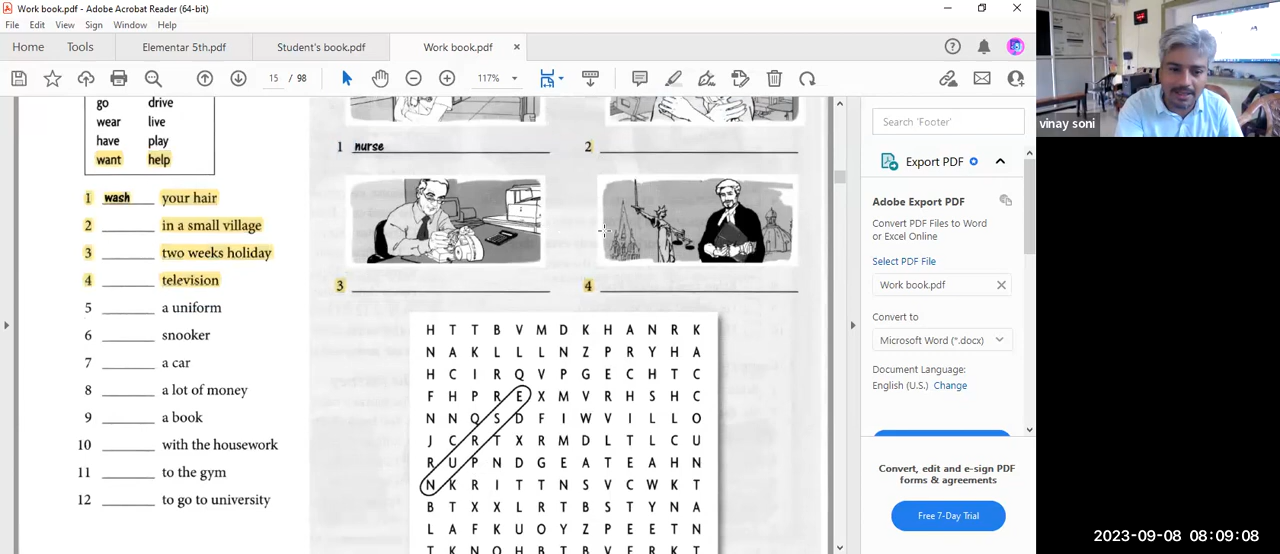 Work book.pdf - Adobe Acrobat Reader (64-bit)
File Edit View Sign Window Help
Home Tools Elementar 5th.pdf Student's book.pdf Work book.pdf ×
15 / 98 117%
go drive
wear live
have play
want help
1 wash your hair
2 in a small village
3 two weeks holiday
4 television
5 a uniform
6 snooker
7 a car
8 a lot of money
9 a book
10 with the housework
11 to the gym
12 to go to university
1 nurse 2
3 4
H T T B V M D K H A N R K
N A K L L L N Z P R Y H A
H C I R Q V P G E C H T C
F H P R E X M V R H S H C
N N Q S D F I W V I L L O
J C R T X R M D L T L C U
R U P N D G E A T E A H N
N K R I T T N S V C W K T
B T X X L R T B S T Y N A
L A F K U O Y Z P E E T N
T K N O H B T B V E R K T
Search 'Footer'
Export PDF
Adobe Export PDF
Convert PDF Files to Word
or Excel Online
Select PDF File
Work book.pdf
Convert to
Microsoft Word (*.docx)
Document Language:
English (U.S.) Change
Convert, edit and e-sign PDF
forms & agreements
Free 7-Day Trial
vinay soni
2023-09-08 08:09:08